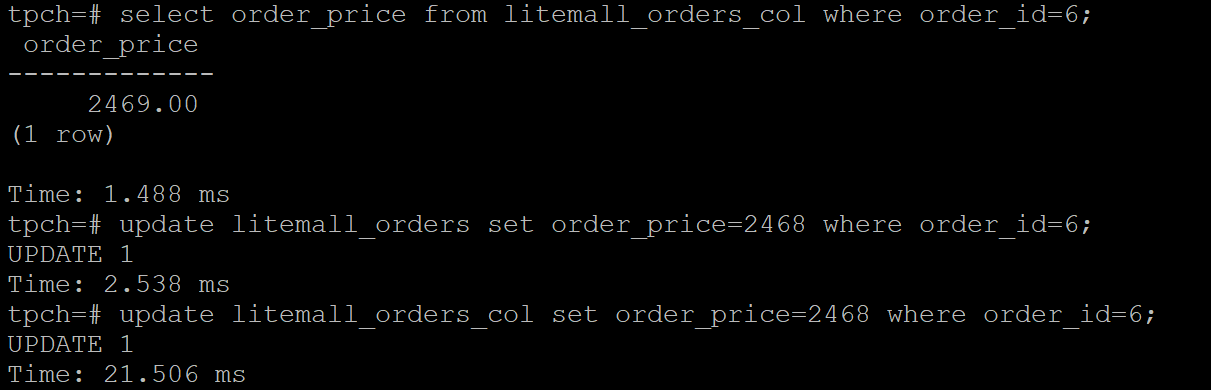 tpch=# select order_price from litemall_orders_col where order_id=6;
 order_price
-------------
     2469.00
(1 row)

Time: 1.488 ms
tpch=# update litemall_orders set order_price=2468 where order_id=6;
UPDATE 1
Time: 2.538 ms
tpch=# update litemall_orders_col set order_price=2468 where order_id=6;
UPDATE 1
Time: 21.506 ms